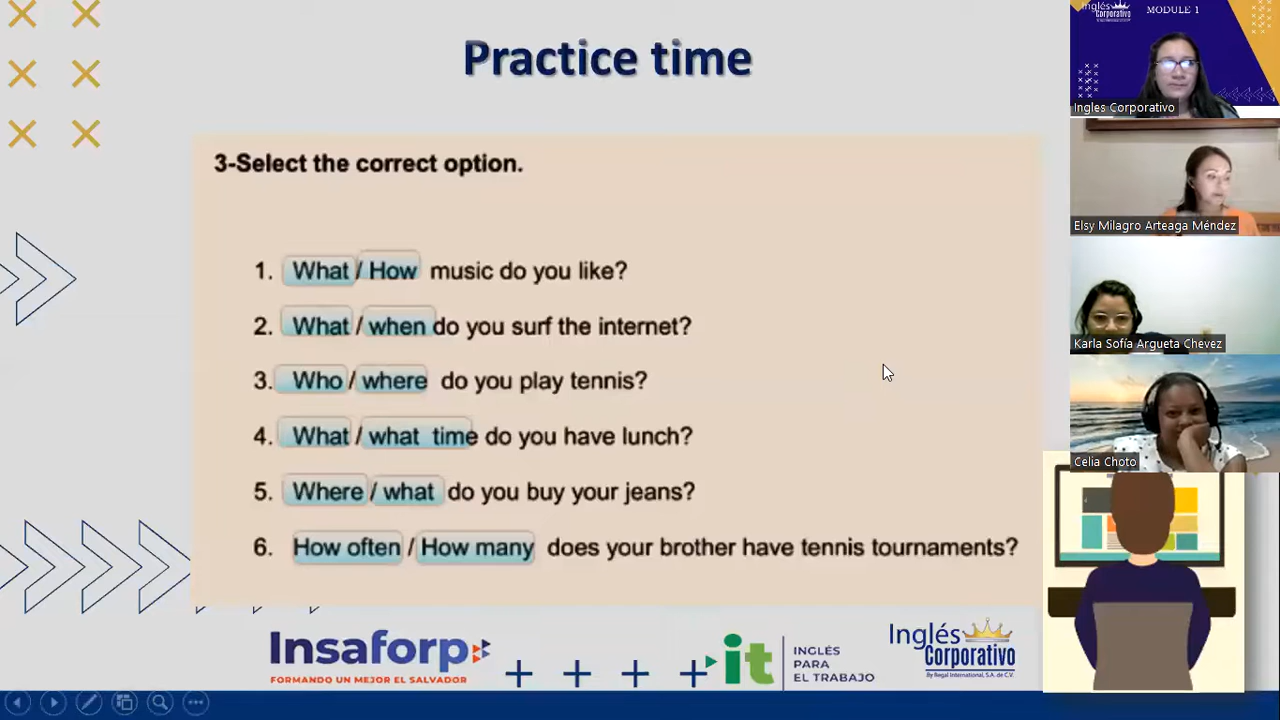 Practice time
3-Select the correct option.
1. What / How music do you like?
2. What / when do you surf the internet?
3. Who / where do you play tennis?
4. What / what time do you have lunch?
5. Where / what do you buy your jeans?
6. How often / How many does your brother have tennis tournaments?
Insaforp
FORMANDO UN MEJOR EL SALVADOR
it
INGLÉS
PARA
EL TRABAJO
Inglés
Corporativo
By Regal International, S.A. de C.V.
Inglés
Corporativo
MODULE 1
Ingles Corporativo
Elsy Milagro Arteaga Méndez
Karla Sofía Argueta Chevez
Celia Choto